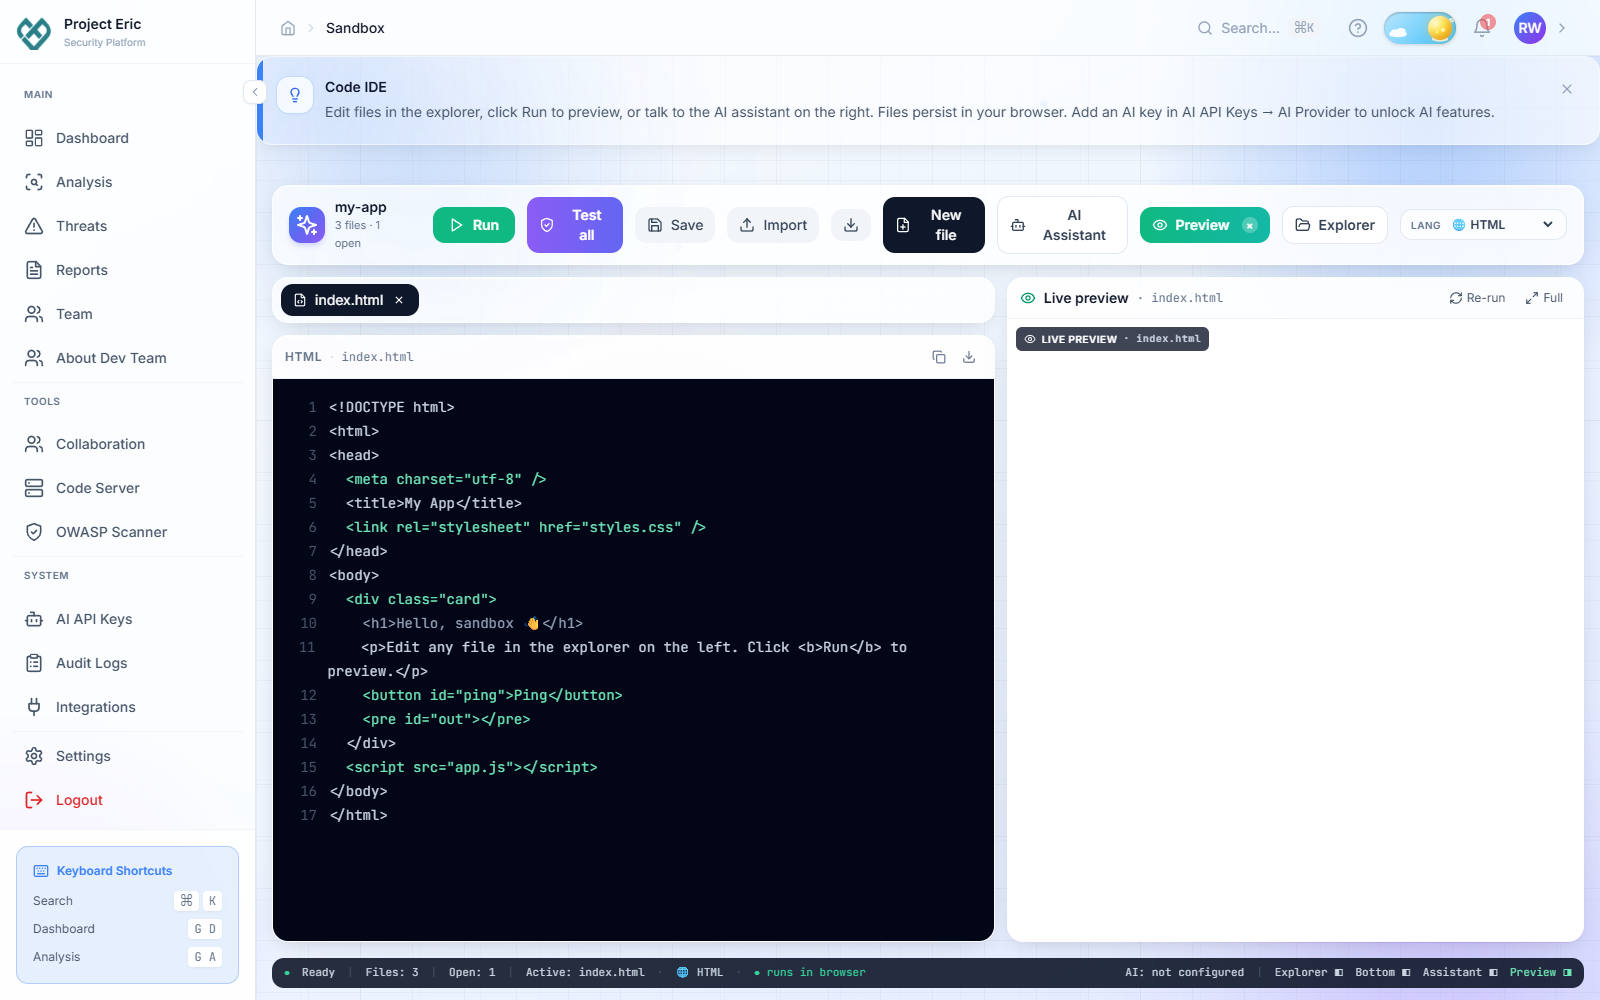 Project Eric
Security Platform
MAIN
Dashboard
Analysis
Threats
Reports
Team
About Dev Team
TOOLS
Collaboration
Code Server
OWASP Scanner
SYSTEM
AI API Keys
Audit Logs
Integrations
Settings
Logout
Keyboard Shortcuts
Search ⌘ K
Dashboard G D
Analysis G A
Sandbox
Search... ⌘K
1
RW
Code IDE
Edit files in the explorer, click Run to preview, or talk to the AI assistant on the right. Files persist in your browser. Add an AI key in AI API Keys → AI Provider to unlock AI features.
my-app
3 files · 1
open
Run
Test
all
Save
Import
New
file
AI
Assistant
Preview
Explorer
LANG 🌐 HTML
index.html ×
HTML · index.html
1 <!DOCTYPE html>
2 <html>
3 <head>
4   <meta charset="utf-8" />
5   <title>My App</title>
6   <link rel="stylesheet" href="styles.css" />
7 </head>
8 <body>
9   <div class="card">
10     <h1>Hello, sandbox 👋</h1>
11     <p>Edit any file in the explorer on the left. Click <b>Run</b> to
preview.</p>
12     <button id="ping">Ping</button>
13     <pre id="out"></pre>
14   </div>
15   <script src="app.js"></script>
16 </body>
17 </html>
Live preview · index.html
Re-run
Full
LIVE PREVIEW · index.html
● Ready | Files: 3 | Open: 1 | Active: index.html · 🌐 HTML · ● runs in browser
AI: not configured | Explorer Bottom Assistant Preview